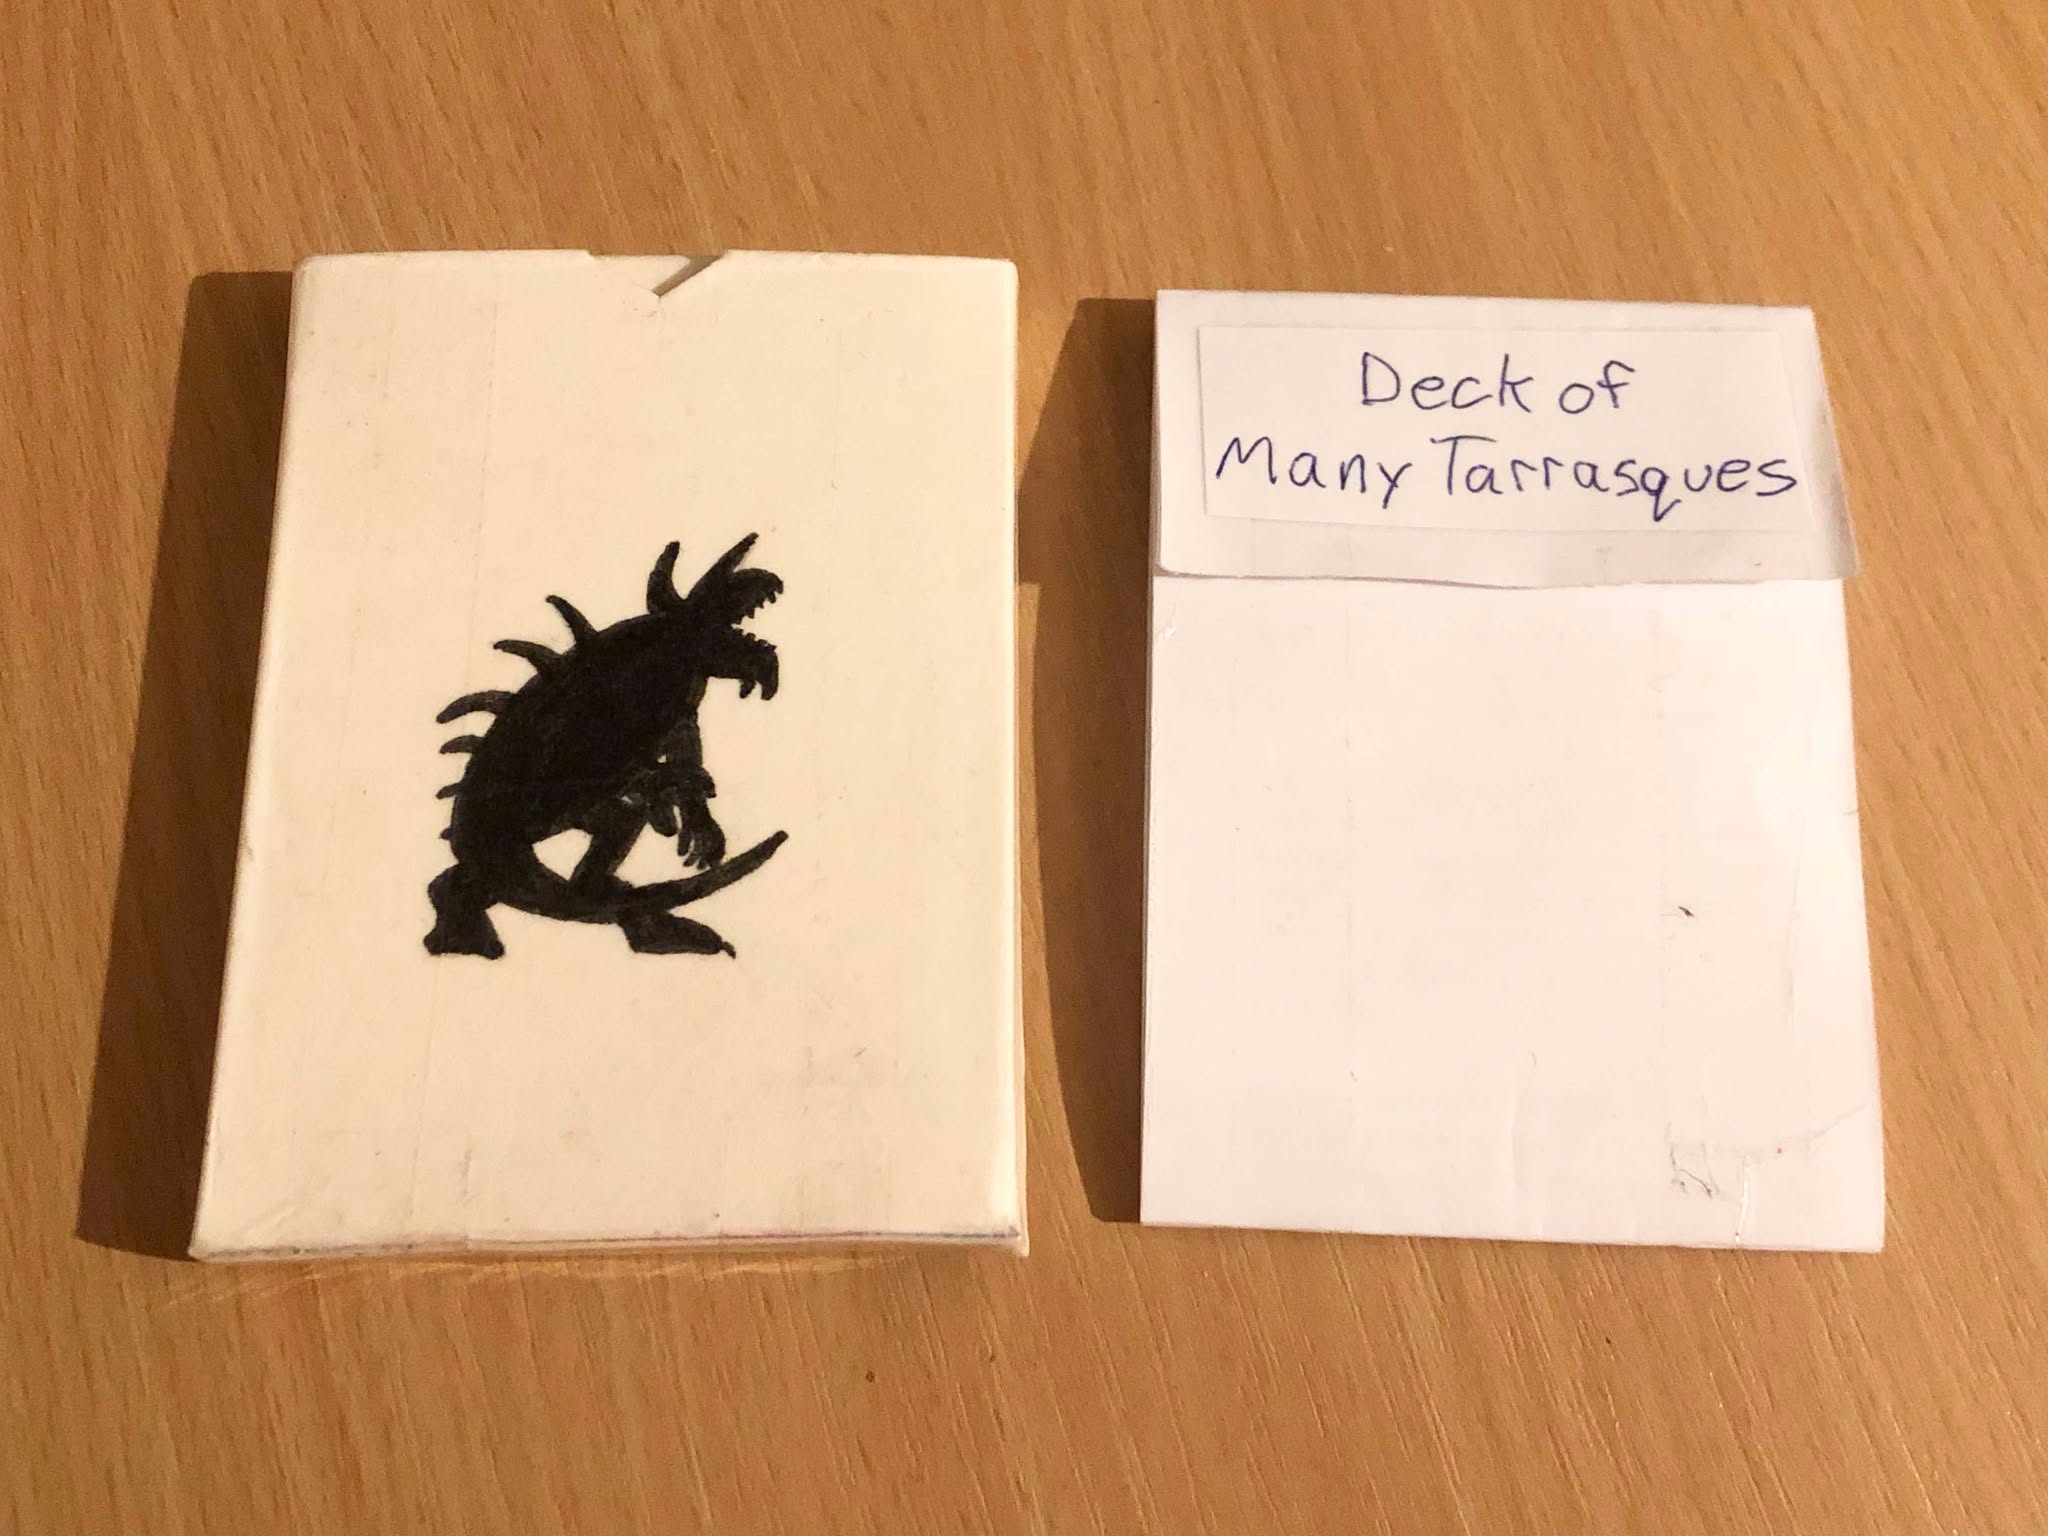 Deck of
Many Tarrasques